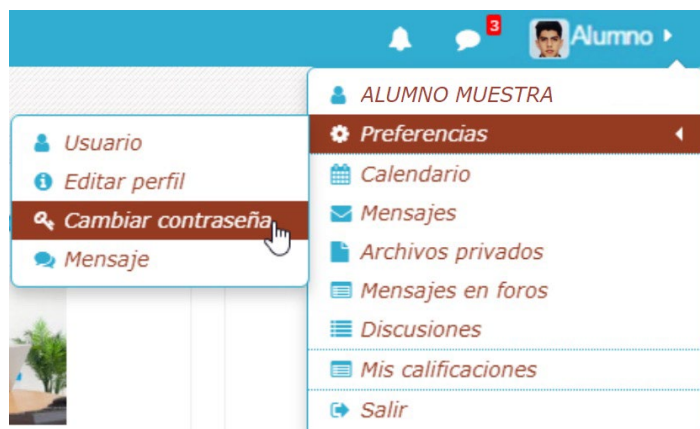 3
Alumno
ALUMNO MUESTRA
Preferencias
Calendario
Mensajes
Archivos privados
Mensajes en foros
Discusiones
Mis calificaciones
Salir
Usuario
Editar perfil
Cambiar contraseña
Mensaje